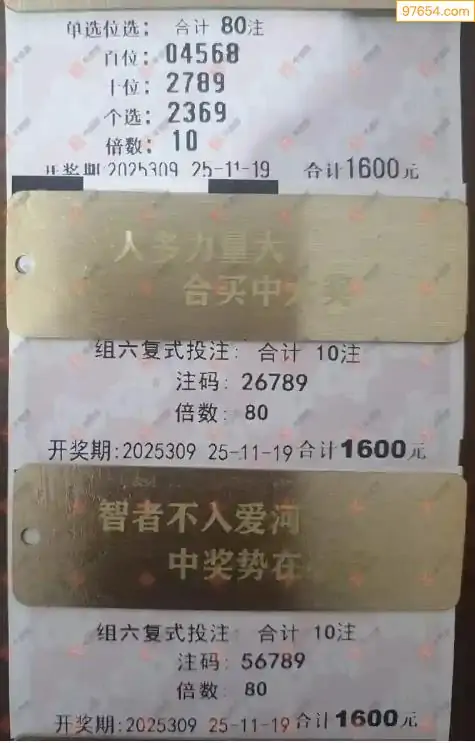 97654.com
单选位选: 合计 80注
百位: 04568
十位: 2789
个选: 2369
倍数: 10
开奖期:2025309 25-11-19 合计1600元
人多力量大
合买中大奖
组六复式投注: 合计 10注
注码: 26789
倍数: 80
开奖期:2025309 25-11-19合计1600元
智者不入爱河
中奖势在
组六复式投注: 合计 10注
注码: 56789
倍数: 80
开奖期:2025309 25-11-19合计1600元